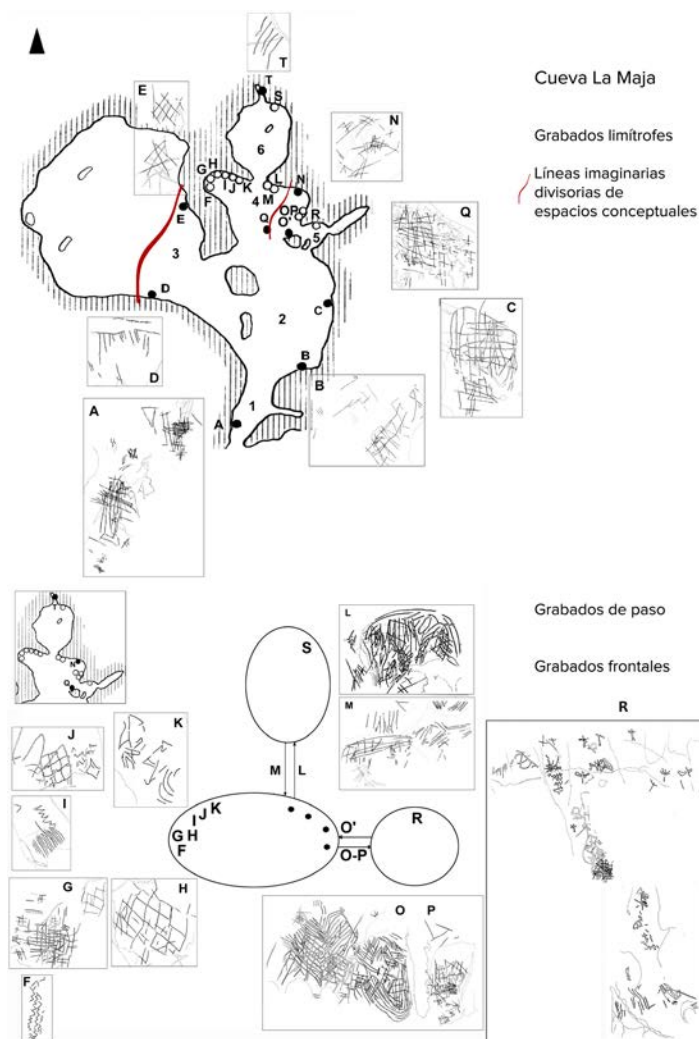 T
T
S
E
Cueva La Maja
N
6
Grabados limítrofes
H
G
I
J
K
L
N
F
4
M
Líneas imaginarias
divisorias de
espacios conceptuales
E
Q
O
P
R
O'
5
Q
3
D
2
C
C
D
B
B
A
1
A
Grabados de paso
L
S
Grabados frontales
N
R
M
J
K
M
L
I
K
J
I
G
H
F
O'
R
O-P
G
H
O
P
F